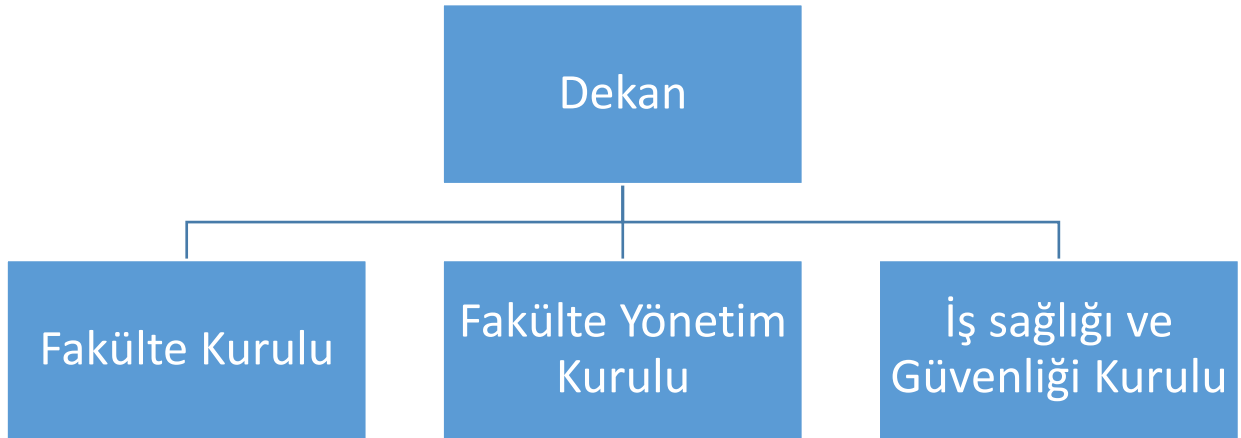 Dekan
Fakülte Kurulu
Fakülte Yönetim
Kurulu
İş sağlığı ve
Güvenliği Kurulu